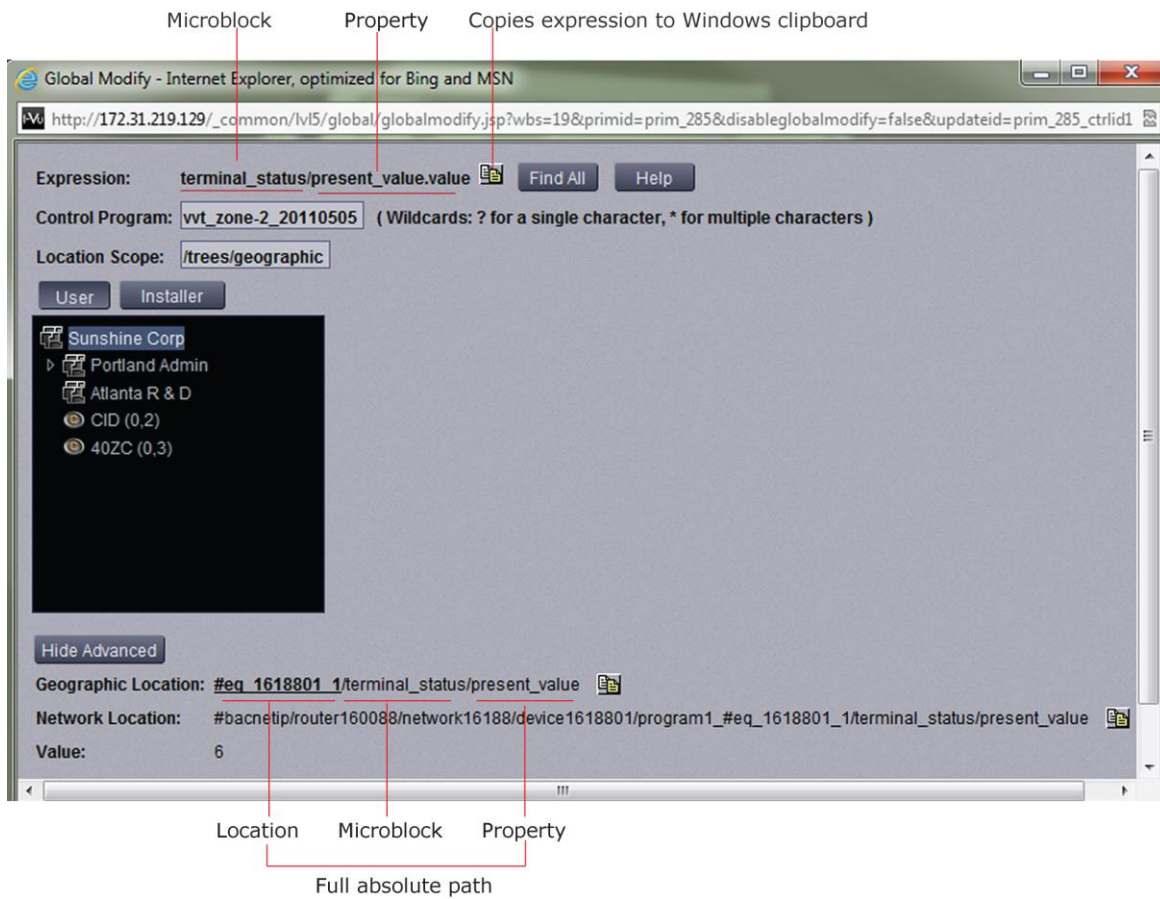 Microblock Property Copies expression to Windows clipboard
Global Modify - Internet Explorer, optimized for Bing and MSN
http://172.31.219.129/_common/lvl5/global/globalmodify.jsp?wbs=19&primid=prim_285&disableglobalmodify=false&updateid=prim_285_ctrlid1
Expression: terminal_status/present_value.value Find All Help
Control Program: vvt_zone-2_20110505 ( Wildcards: ? for a single character, * for multiple characters )
Location Scope: /trees/geographic
User Installer
Sunshine Corp
Portland Admin
Atlanta R & D
CID (0,2)
40ZC (0,3)
Hide Advanced
Geographic Location: #eq_1618801_1/terminal_status/present_value
Network Location: #bacnetip/router160088/network16188/device1618801/program1_#eq_1618801_1/terminal_status/present_value
Value: 6
Location Microblock Property
Full absolute path